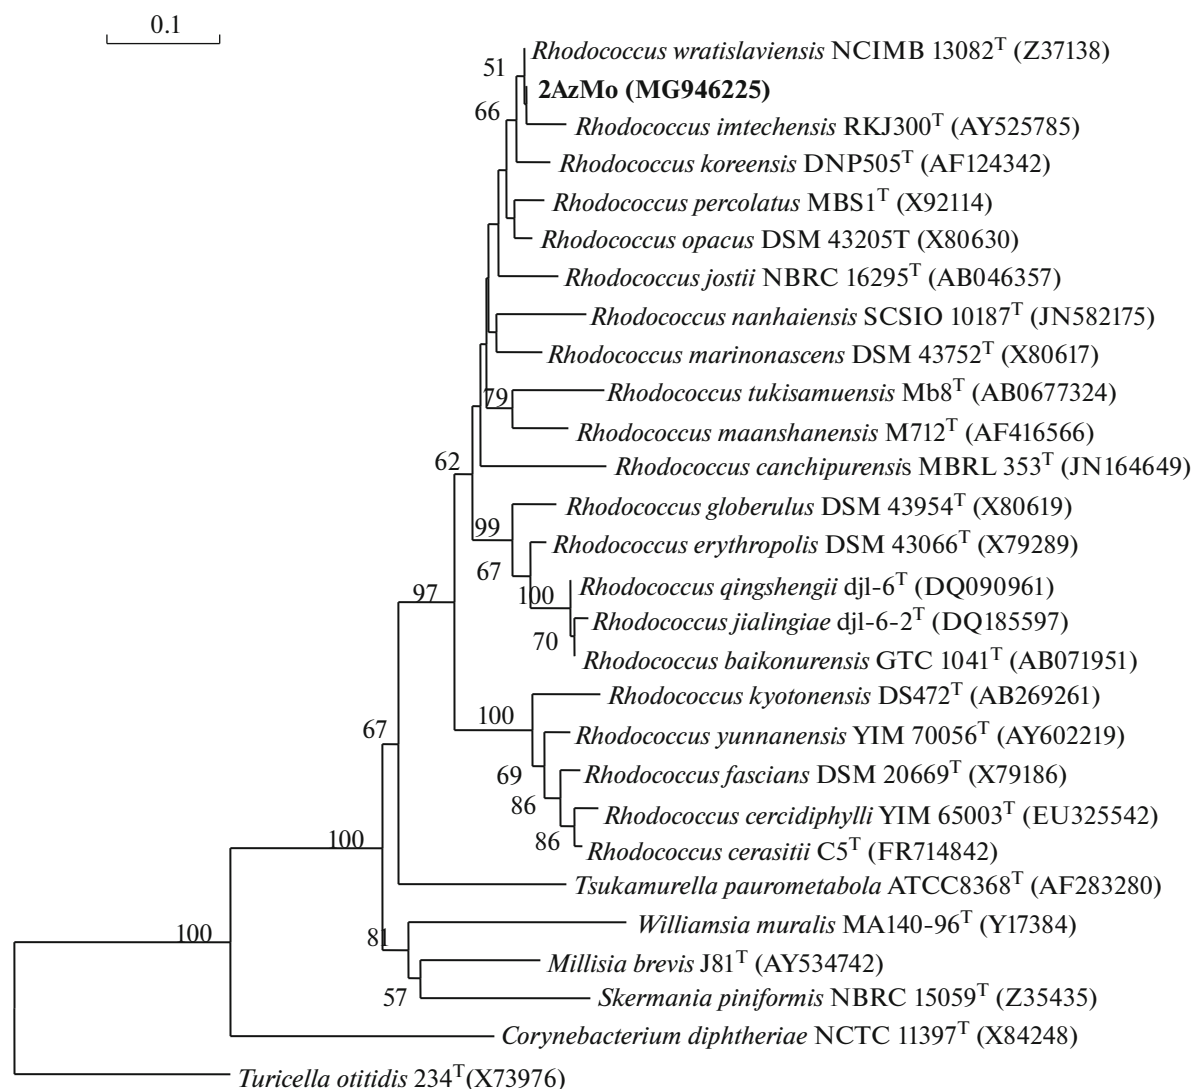 0.1
Rhodococcus wratislaviensis NCIMB 13082ᵀ (Z37138)
51
2AzMo (MG946225)
66
Rhodococcus imtechensis RKJ300ᵀ (AY525785)
Rhodococcus koreensis DNP505ᵀ (AF124342)
Rhodococcus percolatus MBS1ᵀ (X92114)
Rhodococcus opacus DSM 43205T (X80630)
Rhodococcus jostii NBRC 16295ᵀ (AB046357)
Rhodococcus nanhaiensis SCSIO 10187ᵀ (JN582175)
Rhodococcus marinonascens DSM 43752ᵀ (X80617)
79
Rhodococcus tukisamuensis Mb8ᵀ (AB0677324)
Rhodococcus maanshanensis M712ᵀ (AF416566)
62
Rhodococcus canchipurensis MBRL 353ᵀ (JN164649)
Rhodococcus globerulus DSM 43954ᵀ (X80619)
99
Rhodococcus erythropolis DSM 43066ᵀ (X79289)
67
Rhodococcus qingshengii djl-6ᵀ (DQ090961)
97
100
Rhodococcus jialingiae djl-6-2ᵀ (DQ185597)
70
Rhodococcus baikonurensis GTC 1041ᵀ (AB071951)
Rhodococcus kyotonensis DS472ᵀ (AB269261)
100
67
Rhodococcus yunnanensis YIM 70056ᵀ (AY602219)
69
Rhodococcus fascians DSM 20669ᵀ (X79186)
86
Rhodococcus cercidiphylli YIM 65003ᵀ (EU325542)
100
86
Rhodococcus cerasitii C5ᵀ (FR714842)
Tsukamurella paurometabola ATCC8368ᵀ (AF283280)
Williamsia muralis MA140-96ᵀ (Y17384)
100
81
Millisia brevis J81ᵀ (AY534742)
57
Skermania piniformis NBRC 15059ᵀ (Z35435)
Corynebacterium diphtheriae NCTC 11397ᵀ (X84248)
Turicella otitidis 234ᵀ(X73976)